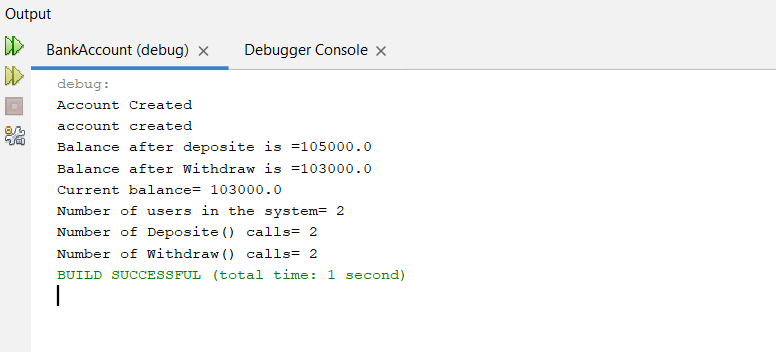 Output
BankAccount (debug) × Debugger Console ×
debug:
Account Created
account created
Balance after deposite is =105000.0
Balance after Withdraw is =103000.0
Current balance= 103000.0
Number of users in the system= 2
Number of Deposite() calls= 2
Number of Withdraw() calls= 2
BUILD SUCCESSFUL (total time: 1 second)